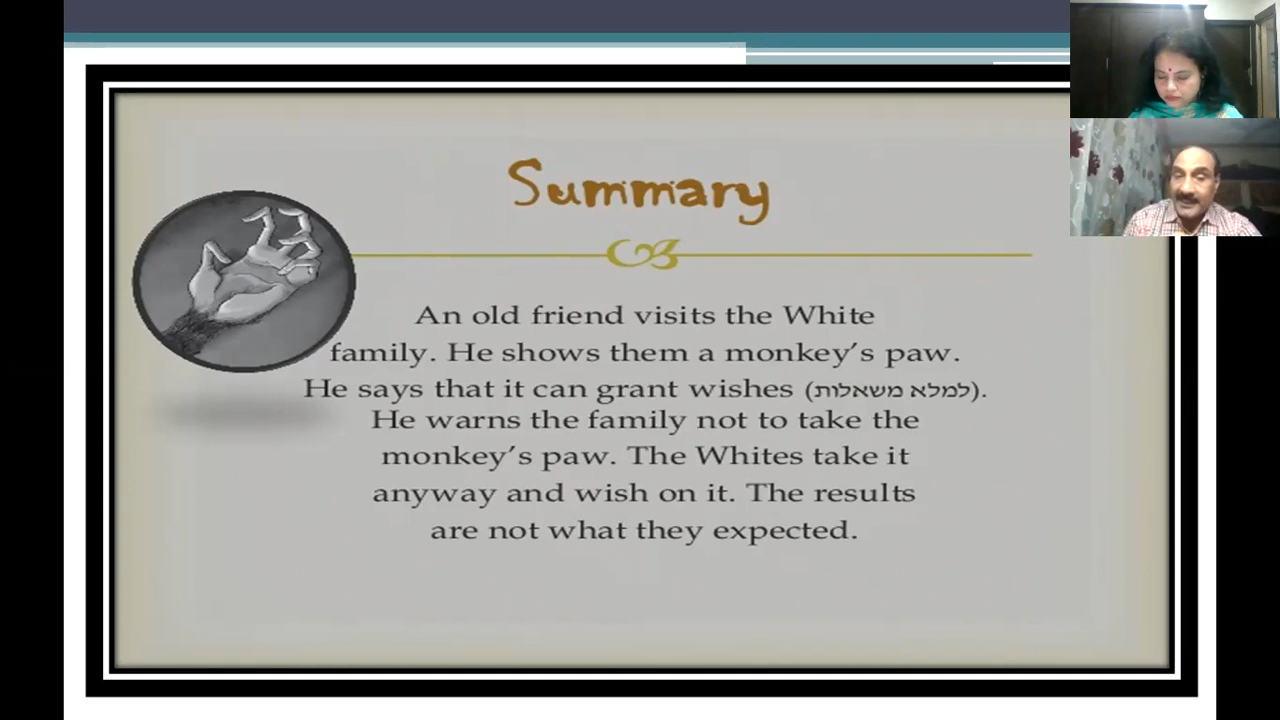 Summary
An old friend visits the White
family. He shows them a monkey’s paw.
He says that it can grant wishes (למלא משאלות).
He warns the family not to take the
monkey’s paw. The Whites take it
anyway and wish on it. The results
are not what they expected.